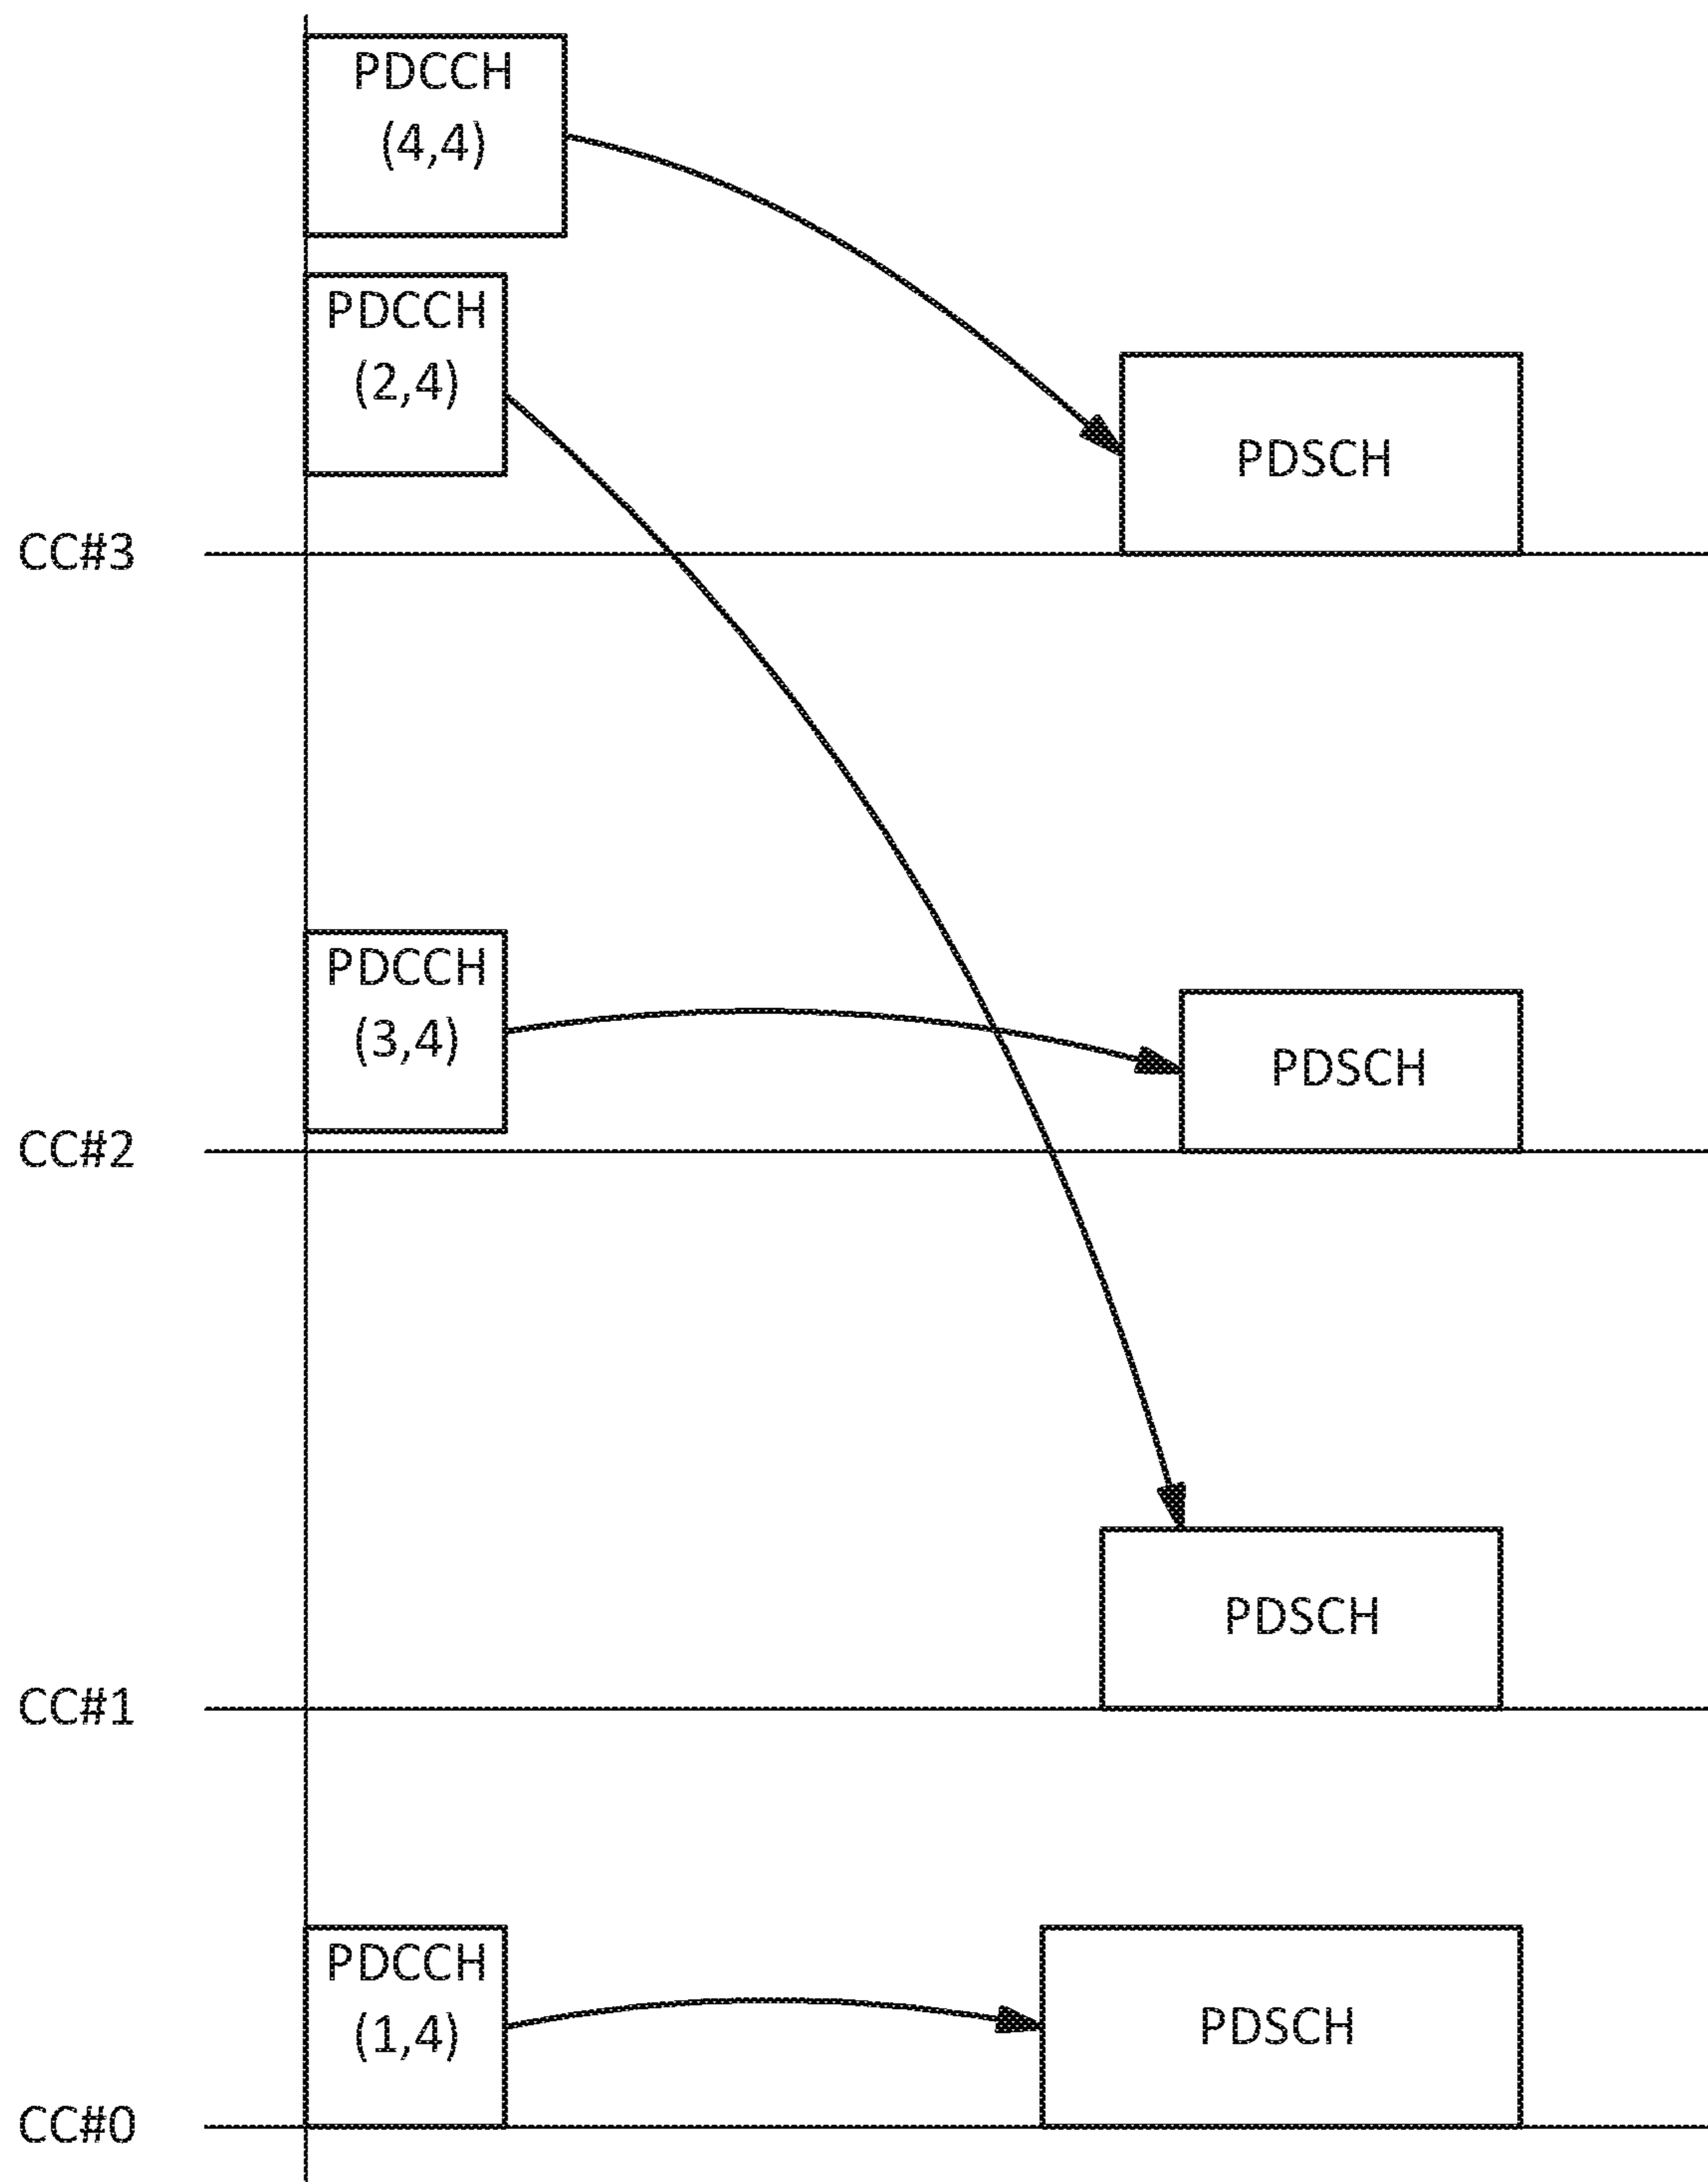 PDCCH
(4,4)
PDCCH
(2,4)
PDSCH
CC#3
PDCCH
(3,4)
PDSCH
CC#2
PDSCH
CC#1
PDCCH
(1,4)
PDSCH
CC#0